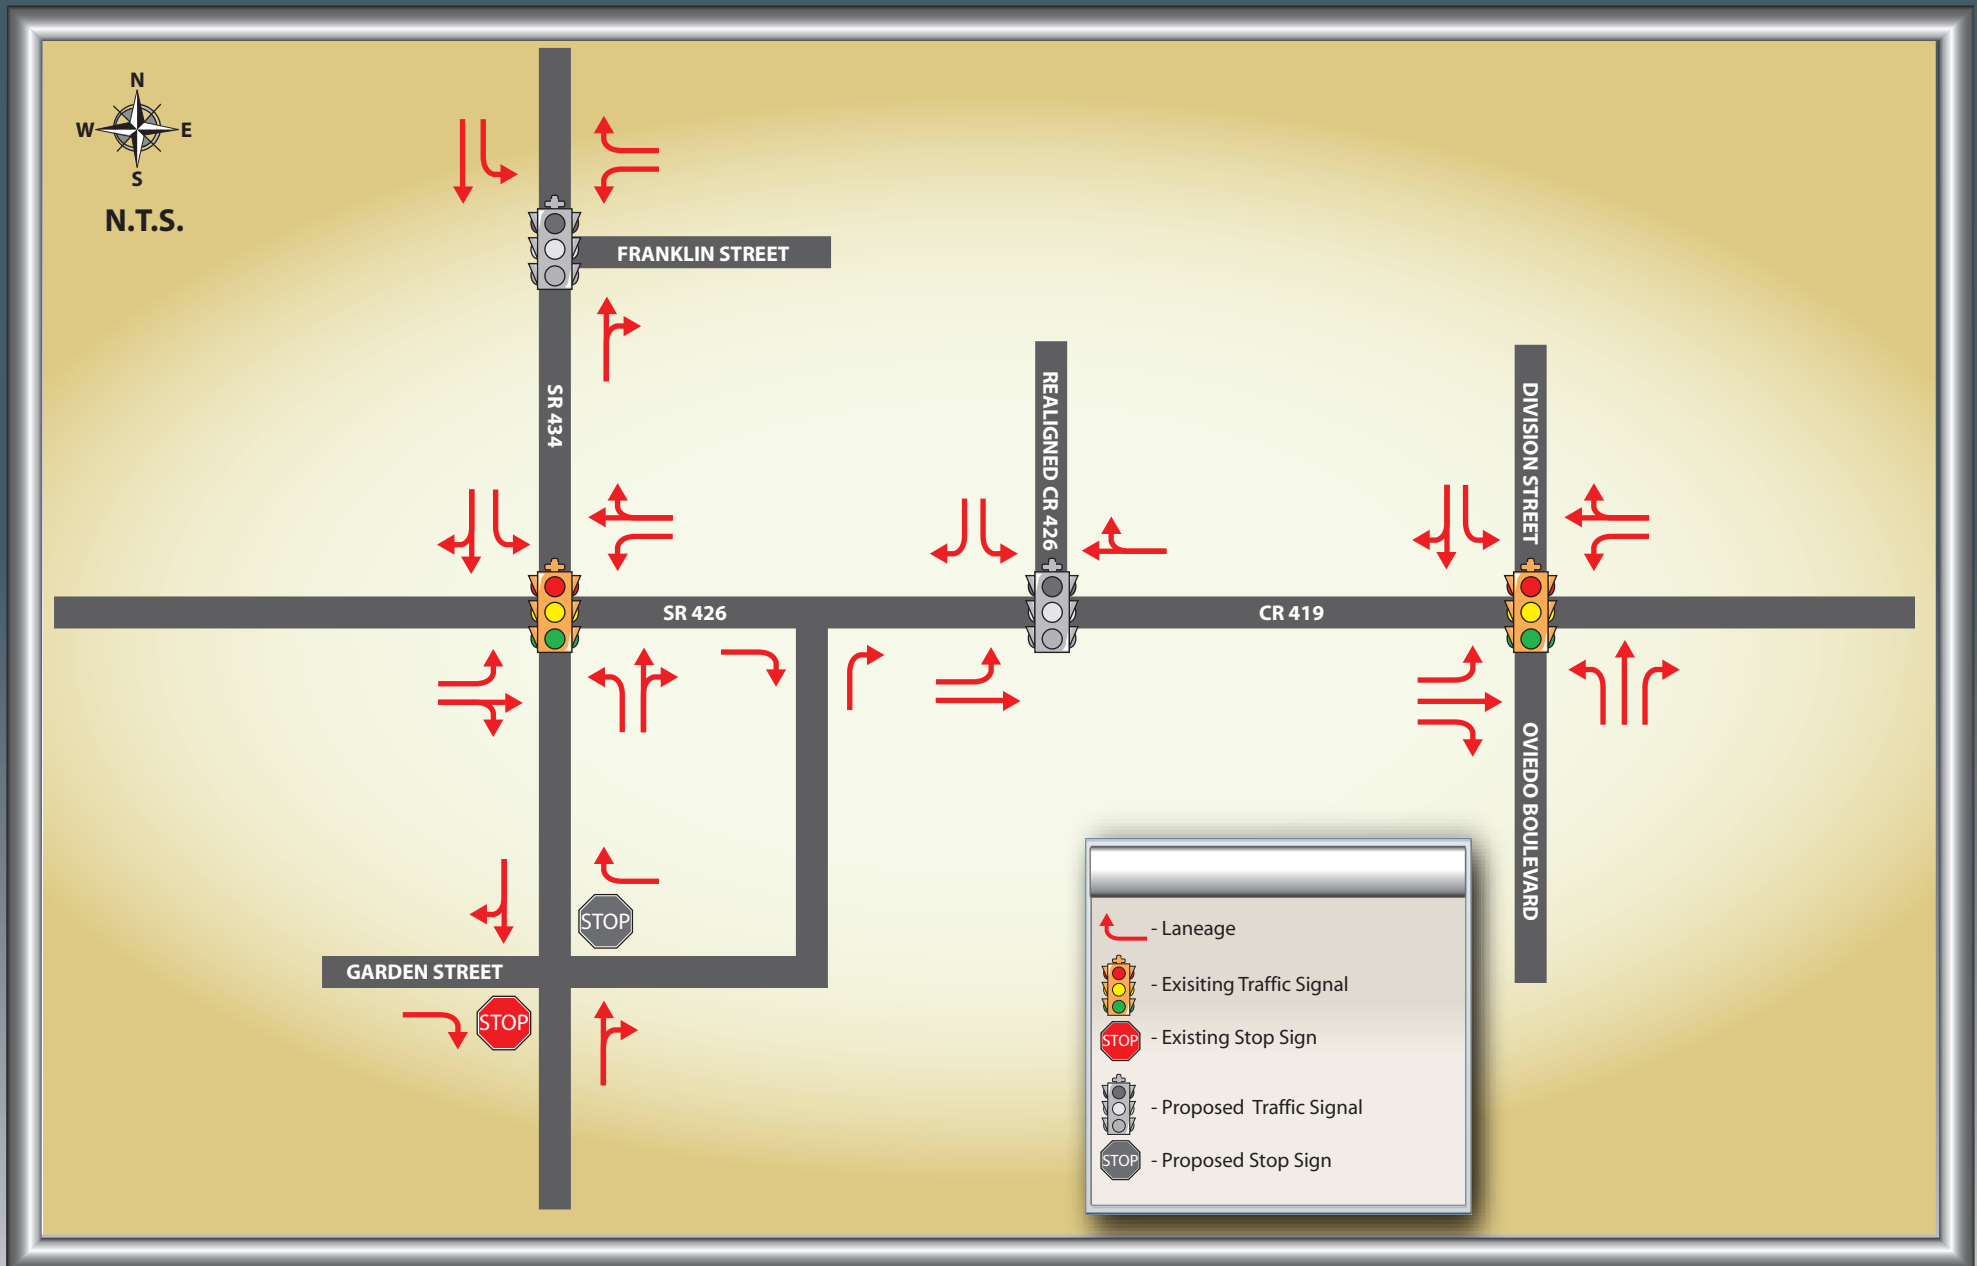 N
W E
S
N.T.S.
FRANKLIN STREET
SR 434
REALIGNED CR 426
DIVISION STREET
SR 426
CR 419
OVIEDO BOULEVARD
STOP
GARDEN STREET
STOP
- Laneage
- Exisiting Traffic Signal
STOP - Existing Stop Sign
- Proposed Traffic Signal
STOP - Proposed Stop Sign